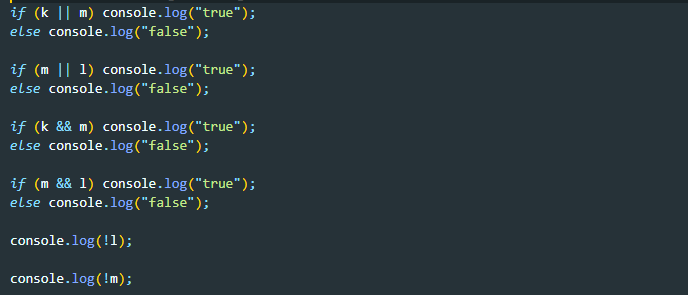 if (k || m) console.log("true");
else console.log("false");
if (m || l) console.log("true");
else console.log("false");
if (k && m) console.log("true");
else console.log("false");
if (m && l) console.log("true");
else console.log("false");
console.log(!l);
console.log(!m);